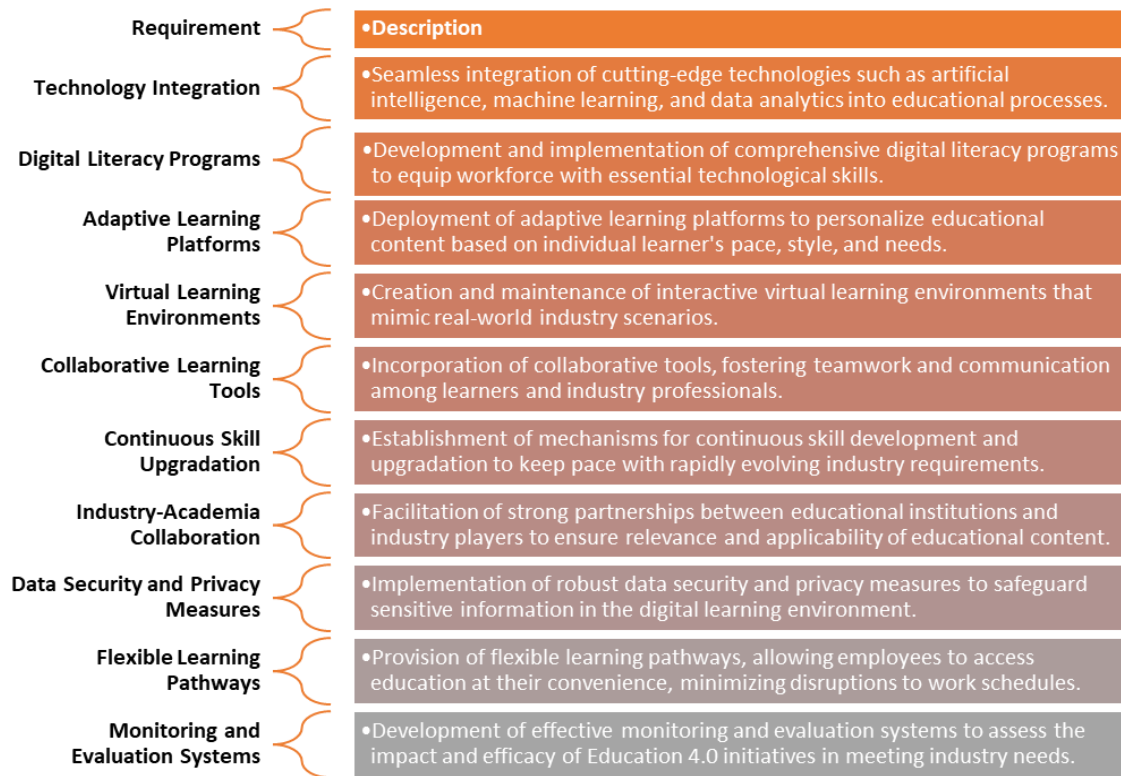 Requirement
•Description
Technology Integration
•Seamless integration of cutting-edge technologies such as artificial
intelligence, machine learning, and data analytics into educational processes.
Digital Literacy Programs
•Development and implementation of comprehensive digital literacy programs
to equip workforce with essential technological skills.
Adaptive Learning
Platforms
•Deployment of adaptive learning platforms to personalize educational
content based on individual learner's pace, style, and needs.
Virtual Learning
Environments
•Creation and maintenance of interactive virtual learning environments that
mimic real-world industry scenarios.
Collaborative Learning
Tools
•Incorporation of collaborative tools, fostering teamwork and communication
among learners and industry professionals.
Continuous Skill
Upgradation
•Establishment of mechanisms for continuous skill development and
upgradation to keep pace with rapidly evolving industry requirements.
Industry-Academia
Collaboration
•Facilitation of strong partnerships between educational institutions and
industry players to ensure relevance and applicability of educational content.
Data Security and Privacy
Measures
•Implementation of robust data security and privacy measures to safeguard
sensitive information in the digital learning environment.
Flexible Learning
Pathways
•Provision of flexible learning pathways, allowing employees to access
education at their convenience, minimizing disruptions to work schedules.
Monitoring and
Evaluation Systems
•Development of effective monitoring and evaluation systems to assess the
impact and efficacy of Education 4.0 initiatives in meeting industry needs.